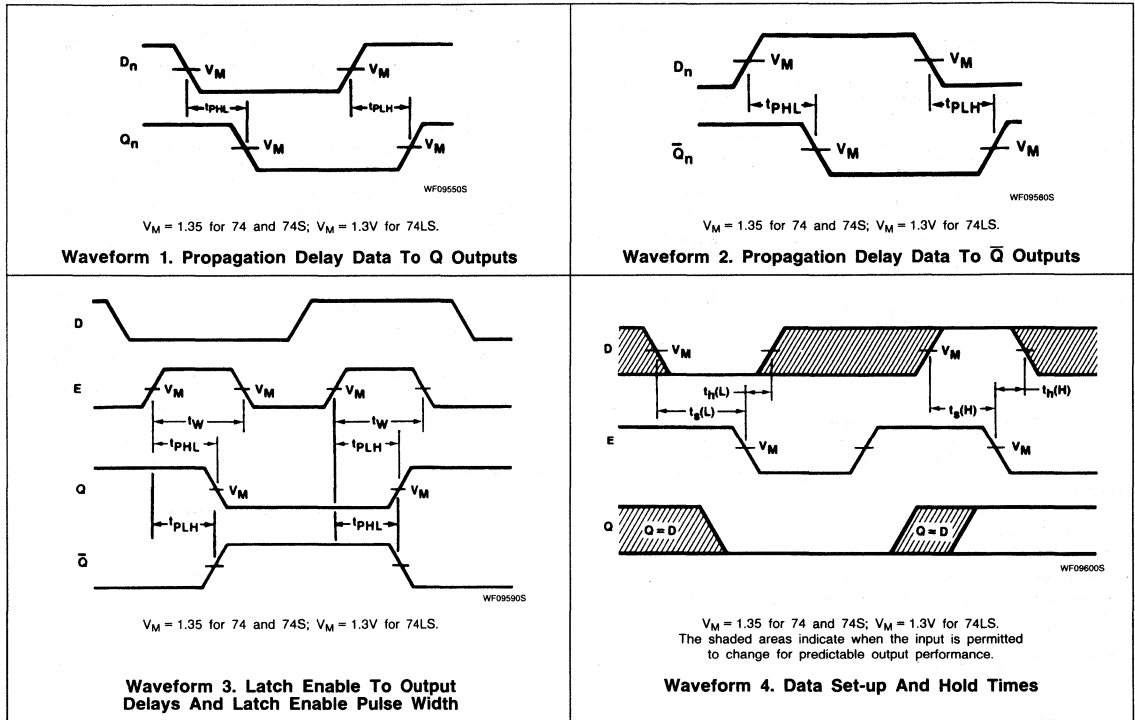 Dn
VM
VM
tPHL
tPLH
Qn
VM
VM
WF09550S
VM = 1.35 for 74 and 74S; VM = 1.3V for 74LS.
Waveform 1. Propagation Delay Data To Q Outputs
Dn
VM
VM
tPHL
tPLH
Q̅n
VM
VM
WF09580S
VM = 1.35 for 74 and 74S; VM = 1.3V for 74LS.
Waveform 2. Propagation Delay Data To Q̅ Outputs
D
E
VM
VM
VM
tW
tW
tPHL
tPLH
Q
VM
VM
tPLH
tPHL
Q̅
WF09590S
VM = 1.35 for 74 and 74S; VM = 1.3V for 74LS.
Waveform 3. Latch Enable To Output
Delays And Latch Enable Pulse Width
D
VM
VM
th(L)
th(H)
ts(L)
ts(H)
E
VM
VM
Q
Q = D
Q = D
WF09600S
VM = 1.35 for 74 and 74S; VM = 1.3V for 74LS.
The shaded areas indicate when the input is permitted
to change for predictable output performance.
Waveform 4. Data Set-up And Hold Times